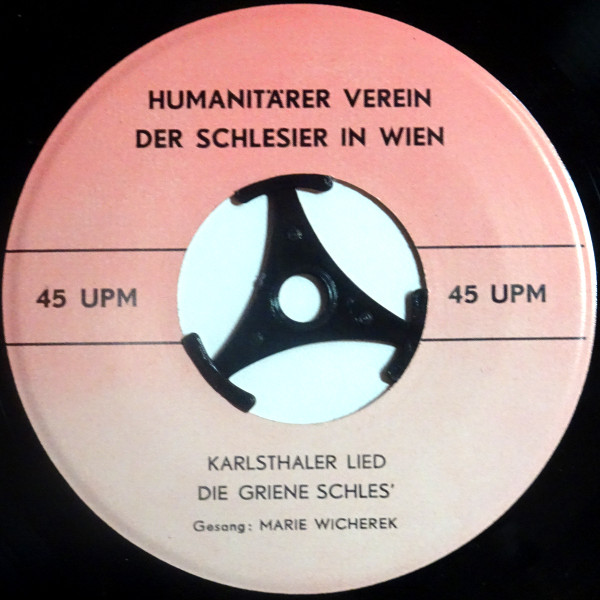 HUMANITÄRER VEREIN
DER SCHLESIER IN WIEN
45 UPM
45 UPM
KARLSTHALER LIED
DIE GRIENE SCHLES'
Gesang: MARIE WICHEREK